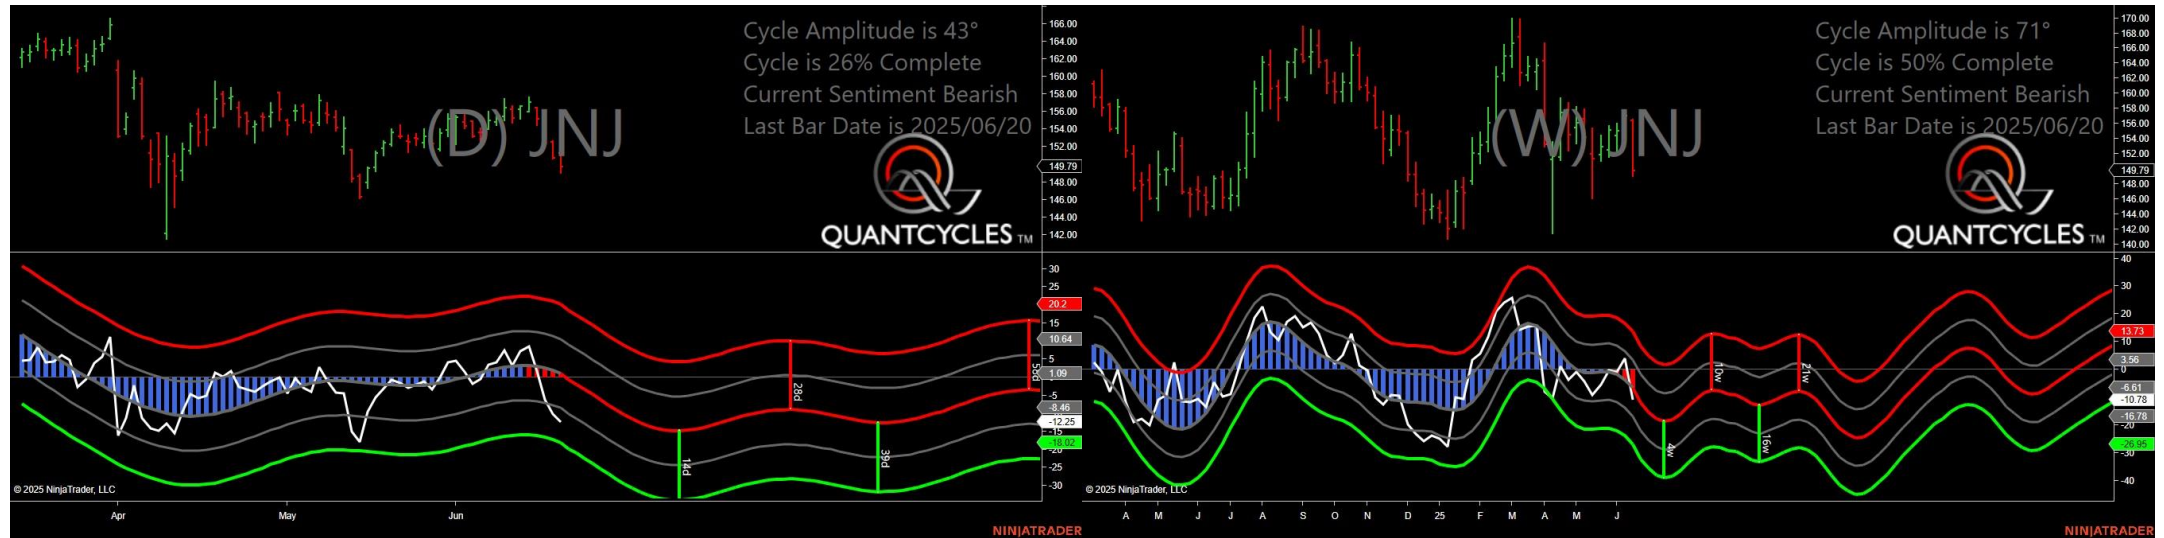 Cycle Amplitude is 43°
Cycle is 26% Complete
Current Sentiment Bearish
Last Bar Date is 2025/06/20
(D) JNJ
QUANTCYCLES TM
166.00
164.00
162.00
160.00
158.00
156.00
154.00
152.00
149.79
148.00
146.00
144.00
142.00
30
25
20.2
15
10.64
5
1.09
-5
-8.46
-12.25
-15
-18.02
-20
-25
-30
14d
28d
39d
© 2025 NinjaTrader, LLC
Apr May Jun
NINJATRADER
Cycle Amplitude is 71°
Cycle is 50% Complete
Current Sentiment Bearish
Last Bar Date is 2025/06/20
(W) JNJ
QUANTCYCLES TM
170.00
168.00
166.00
164.00
162.00
160.00
158.00
156.00
154.00
152.00
149.79
148.00
146.00
144.00
142.00
140.00
40
30
20
13.73
10
3.56
0
-6.61
-10.78
-16.78
-20
-26.95
-30
-40
4w
10w
16w
21w
© 2025 NinjaTrader, LLC
A M J J A S O N D 25 F M A M J
NINJATRADER